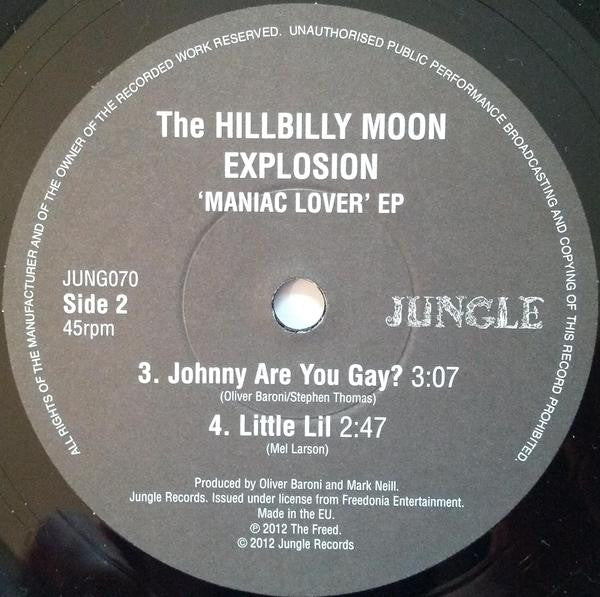 ALL RIGHTS OF THE MANUFACTURER AND OF THE OWNER OF THE RECORDED WORK RESERVED. UNAUTHORISED PUBLIC PERFORMANCE BROADCASTING AND COPYING OF THIS RECORD PROHIBITED.
The HILLBILLY MOON
EXPLOSION
‘MANIAC LOVER’ EP
JUNG070
Side 2
45rpm
JUNGLE
3. Johnny Are You Gay? 3:07
(Oliver Baroni/Stephen Thomas)
4. Little Lil 2:47
(Mel Larson)
Produced by Oliver Baroni and Mark Neill.
Jungle Records. Issued under license from Freedonia Entertainment.
Made in the EU.
℗ 2012 The Freed.
© 2012 Jungle Records